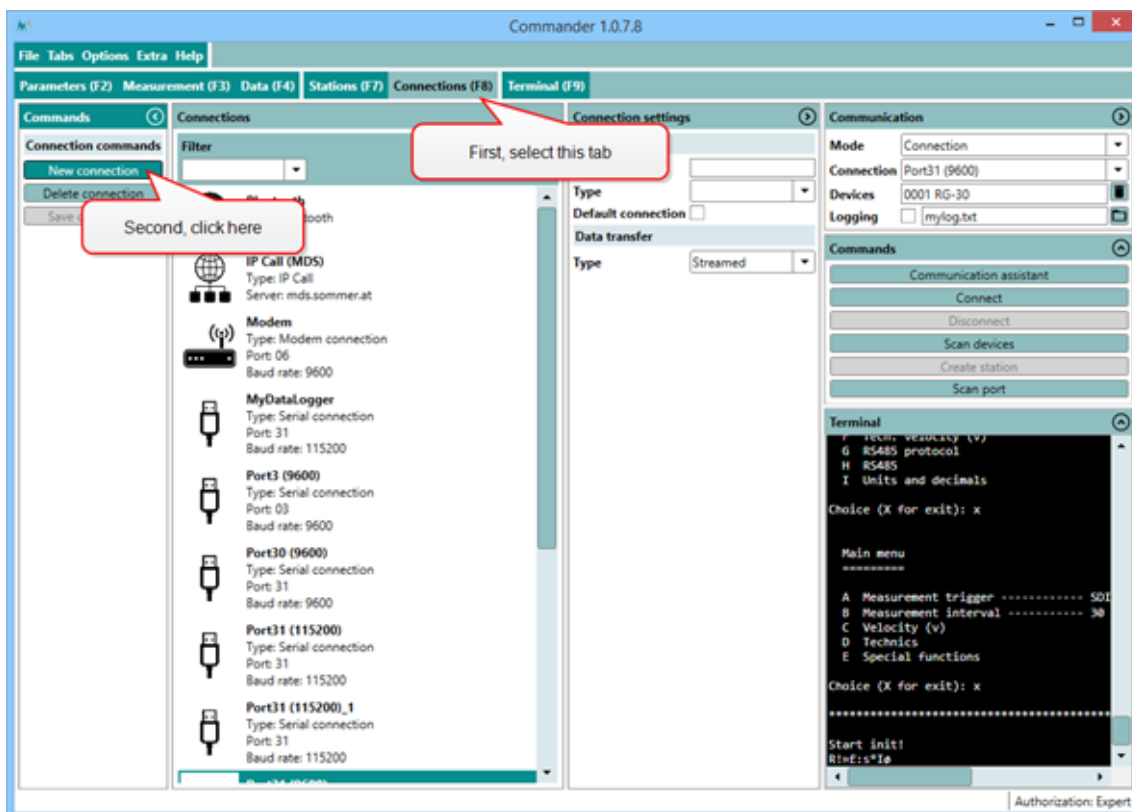 Commander 1.0.7.8
File Tabs Options Extra Help
Parameters (F2) Measurement (F3) Data (F4) Stations (F7) Connections (F8) Terminal (F9)
Commands
Connection commands
New connection
Delete connection
Save
Second, click here
First, select this tab
Connections
Filter
IP Call (MDS)
Type: IP Call
Server: mds.sommer.at
Modem
Type: Modem connection
Port: 06
Baud rate: 9600
MyDataLogger
Type: Serial connection
Port: 31
Baud rate: 115200
Port3 (9600)
Type: Serial connection
Port: 03
Baud rate: 9600
Port30 (9600)
Type: Serial connection
Port: 31
Baud rate: 9600
Port31 (115200)
Type: Serial connection
Port: 31
Baud rate: 115200
Port31 (115200)_1
Type: Serial connection
Port: 31
Baud rate: 115200
Connection settings
Type
Default connection
Data transfer
Type Streamed
Communication
Mode Connection
Connection Port31 (9600)
Devices 0001 RG-30
Logging mylog.txt
Commands
Communication assistant
Connect
Disconnect
Scan devices
Create station
Scan port
Terminal
F Tech. velocity (v)
G RS485 protocol
H RS485
I Units and decimals
Choice (X for exit): x
Main menu
=========
A Measurement trigger ------------ SDI
B Measurement interval ----------- 30
C Velocity (v)
D Technics
E Special functions
Choice (X for exit): x
******************************************
Start init!
Authorization: Expert